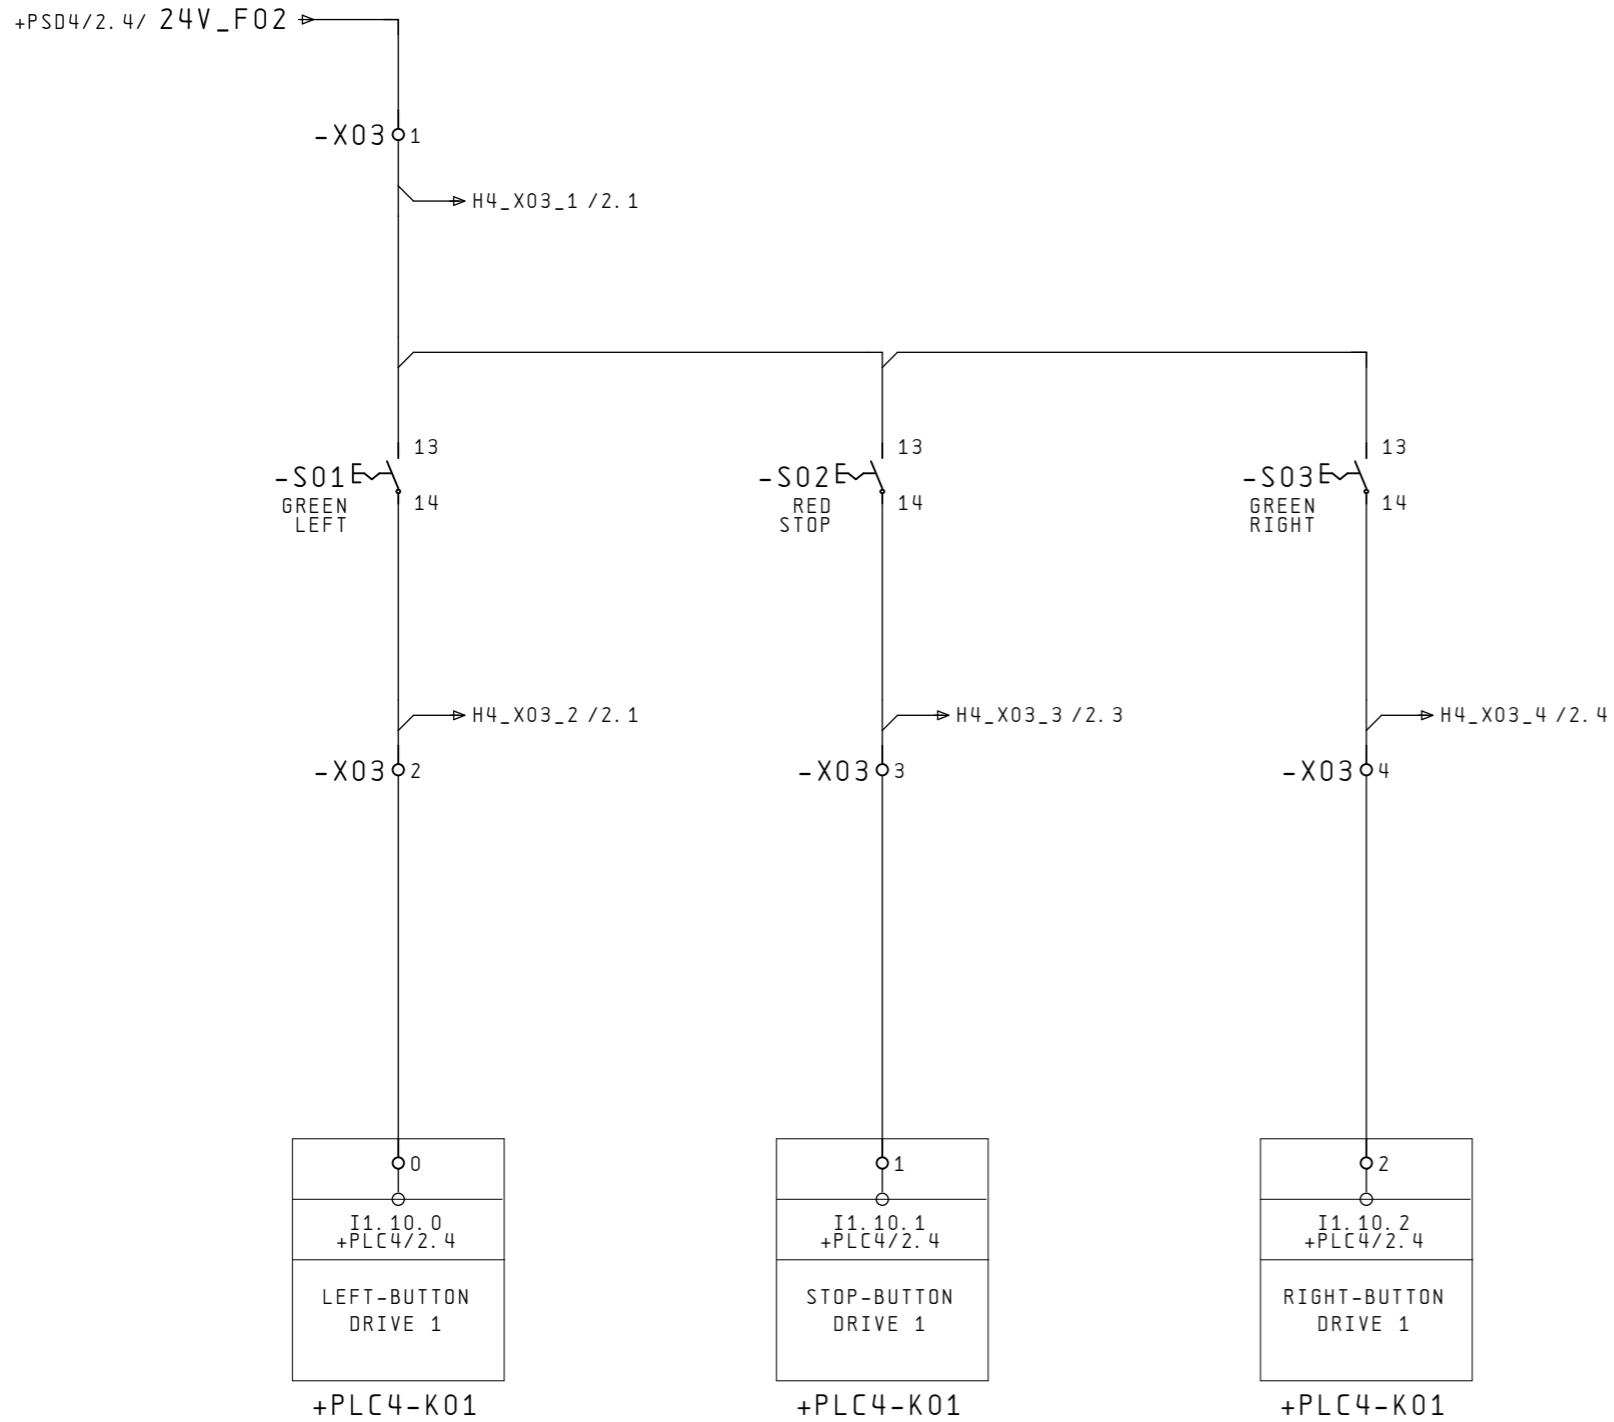 +PSD4/2.4/ 24V_F02
-X03 1
H4_X03_1 /2.1
-S01 13 14
GREEN
LEFT
-S02 13 14
RED
STOP
-S03 13 14
GREEN
RIGHT
H4_X03_2 /2.1
H4_X03_3 /2.3
H4_X03_4 /2.4
-X03 2
-X03 3
-X03 4
0
I1.10.0
+PLC4/2.4
LEFT-BUTTON
DRIVE 1
+PLC4-K01
1
I1.10.1
+PLC4/2.4
STOP-BUTTON
DRIVE 1
+PLC4-K01
2
I1.10.2
+PLC4/2.4
RIGHT-BUTTON
DRIVE 1
+PLC4-K01